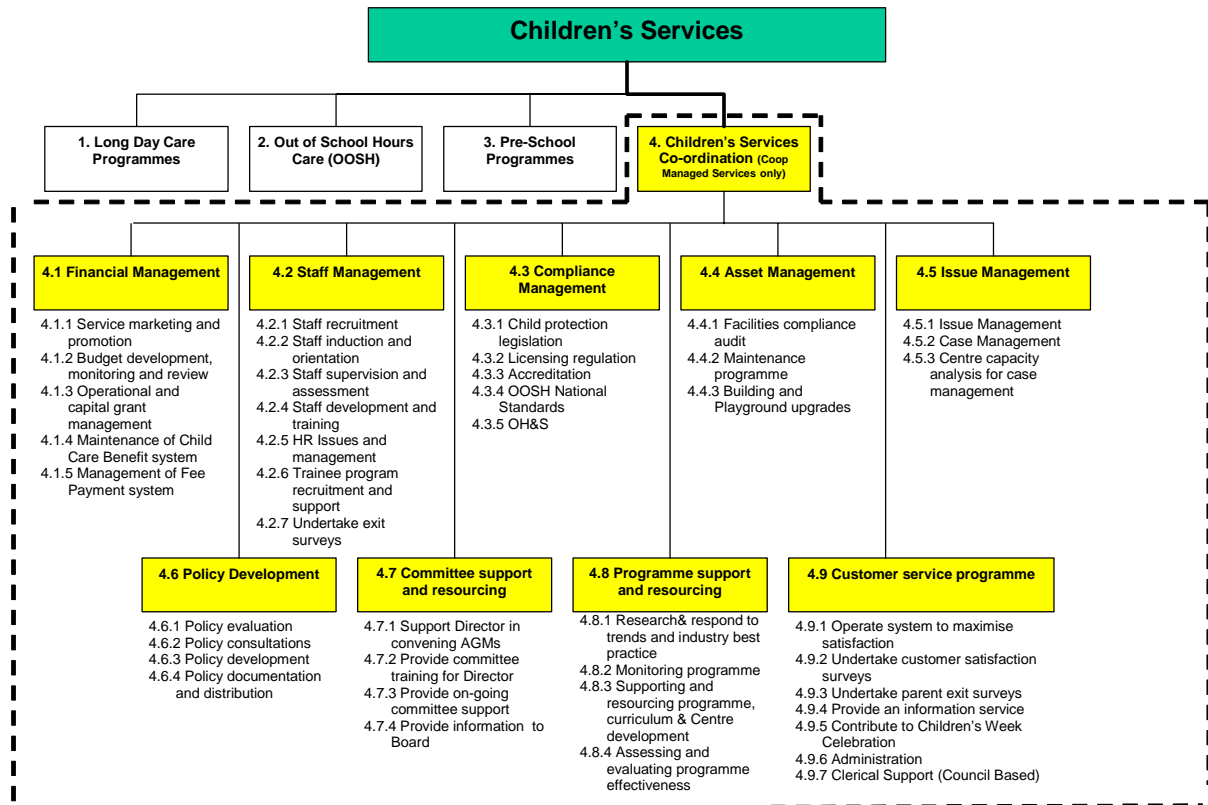 Children's Services
1. Long Day Care
Programmes
2. Out of School Hours
Care (OOSH)
3. Pre-School
Programmes
4. Children's Services
Co-ordination (Coop
Managed Services
only)
4.1 Financial Management
4.1.1 Service marketing and
promotion
4.1.2 Budget development,
monitoring and review
4.1.3 Operational and
capital grant
management
4.1.4 Maintenance of Child
Care Benefit system
4.1.5 Management of Fee
Payment system
4.2 Staff Management
4.2.1 Staff recruitment
4.2.2 Staff induction and
orientation
4.2.3 Staff supervision and
assessment
4.2.4 Staff development and
training
4.2.5 HR Issues and
management
4.2.6 Trainee program
recruitment and
support
4.2.7 Undertake exit
surveys
4.3 Compliance
Management
4.3.1 Child protection
legislation
4.3.2 Licensing regulation
4.3.3 Accreditation
4.3.4 OOSH National
Standards
4.3.5 OH&S
4.4 Asset Management
4.4.1 Facilities compliance
audit
4.4.2 Maintenance
programme
4.4.3 Building and
Playground upgrades
4.5 Issue Management
4.5.1 Issue Management
4.5.2 Case Management
4.5.3 Centre capacity
analysis for case
management
4.6 Policy Development
4.6.1 Policy evaluation
4.6.2 Policy consultations
4.6.3 Policy development
4.6.4 Policy documentation
and distribution
4.7 Committee support
and resourcing
4.7.1 Support Director in
convening AGMs
4.7.2 Provide committee
training for Director
4.7.3 Provide on-going
committee support
4.7.4 Provide information to
Board
4.8 Programme support
and resourcing
4.8.1 Research& respond to
trends and industry best
practice
4.8.2 Monitoring programme
4.8.3 Supporting and
resourcing programme,
curriculum & Centre
development
4.8.4 Assessing and
evaluating programme
effectiveness
4.9 Customer service programme
4.9.1 Operate system to maximise
satisfaction
4.9.2 Undertake customer satisfaction
surveys
4.9.3 Undertake parent exit surveys
4.9.4 Provide an information service
4.9.5 Contribute to Children's Week
Celebration
4.9.6 Administration
4.9.7 Clerical Support (Council Based)